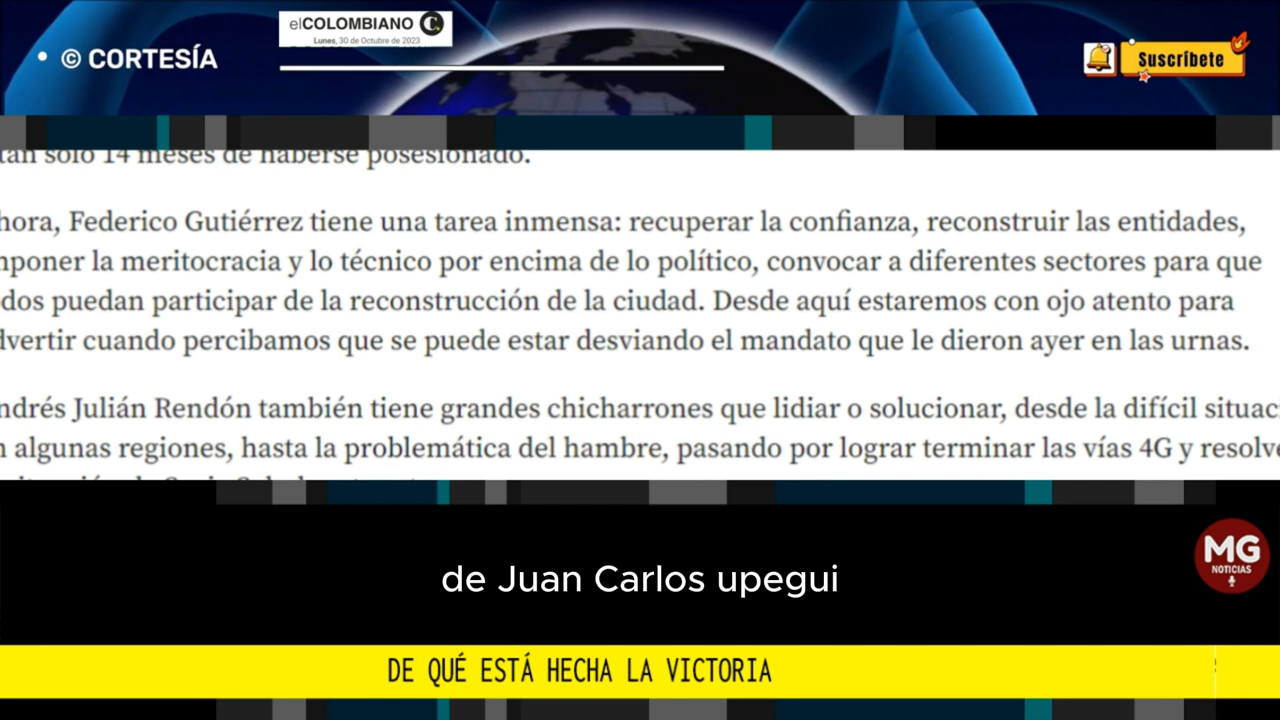 elCOLOMBIANO C
Lunes, 30 de Octubre de 2023
• © CORTESÍA
Suscríbete
tan solo 14 meses de haberse posesionado.
hora, Federico Gutiérrez tiene una tarea inmensa: recuperar la confianza, reconstruir las entidades,
nponer la meritocracia y lo técnico por encima de lo político, convocar a diferentes sectores para que
dos puedan participar de la reconstrucción de la ciudad. Desde aquí estaremos con ojo atento para
dvertir cuando percibamos que se puede estar desviando el mandato que le dieron ayer en las urnas.
ndrés Julián Rendón también tiene grandes chicharrones que lidiar o solucionar, desde la difícil situaci
n algunas regiones, hasta la problemática del hambre, pasando por lograr terminar las vías 4G y resolve
MG
NOTICIAS
de Juan Carlos upegui
DE QUÉ ESTÁ HECHA LA VICTORIA